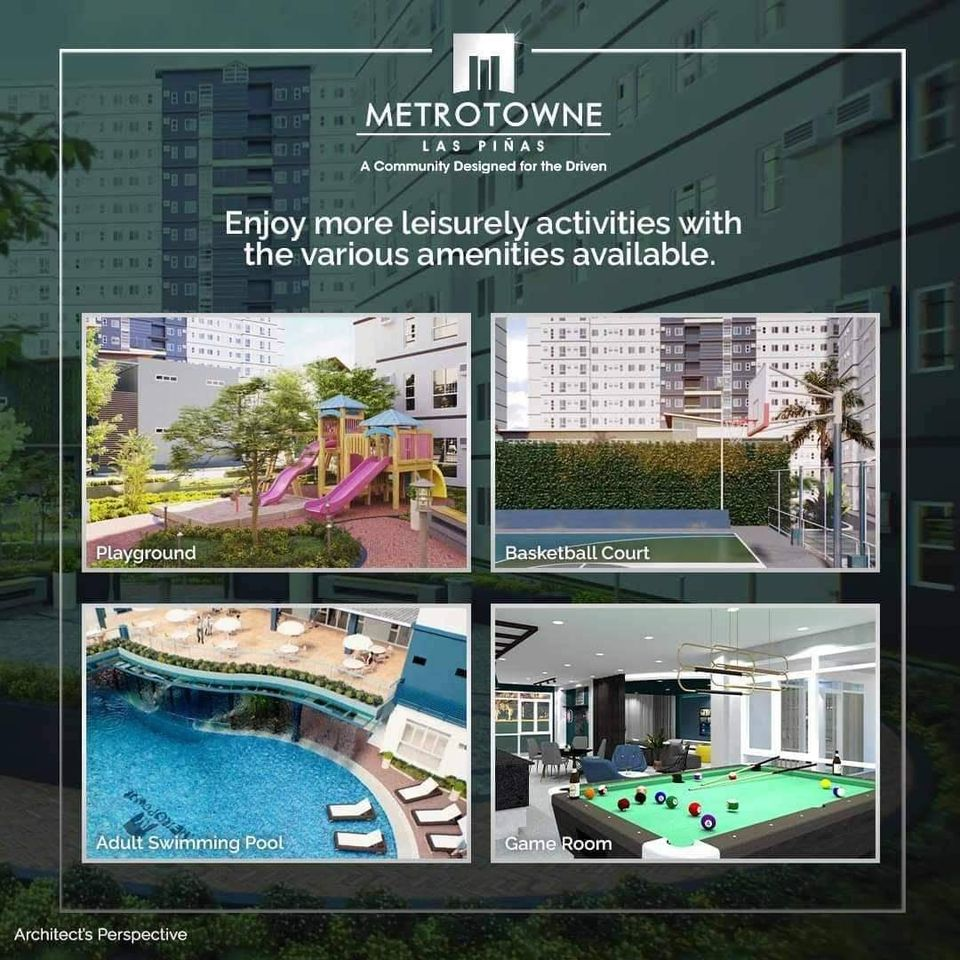 METROTOWNE
LAS PIÑAS
A Community Designed for the Driven
Enjoy more leisurely activities with
the various amenities available.
Playground
Basketball Court
Adult Swimming Pool
Game Room
Architect's Perspective